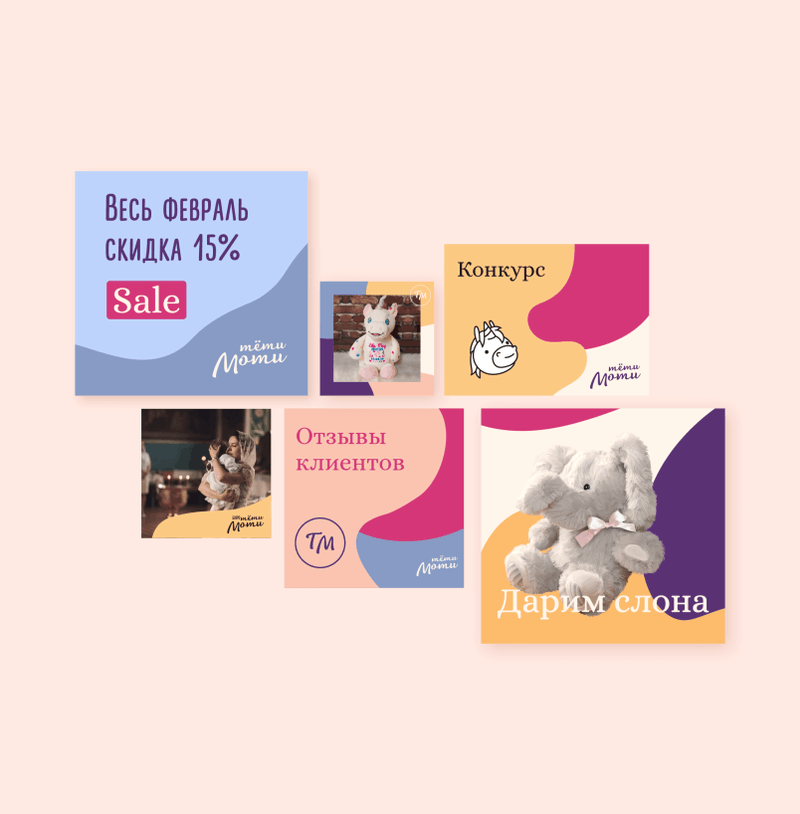 Весь февраль
скидка 15%
Sale
тёти
Моти
ТМ
Конкурс
тёти
Моти
тёти
Моти
Отзывы
клиентов
ТМ
тёти
Моти
Дарим слона